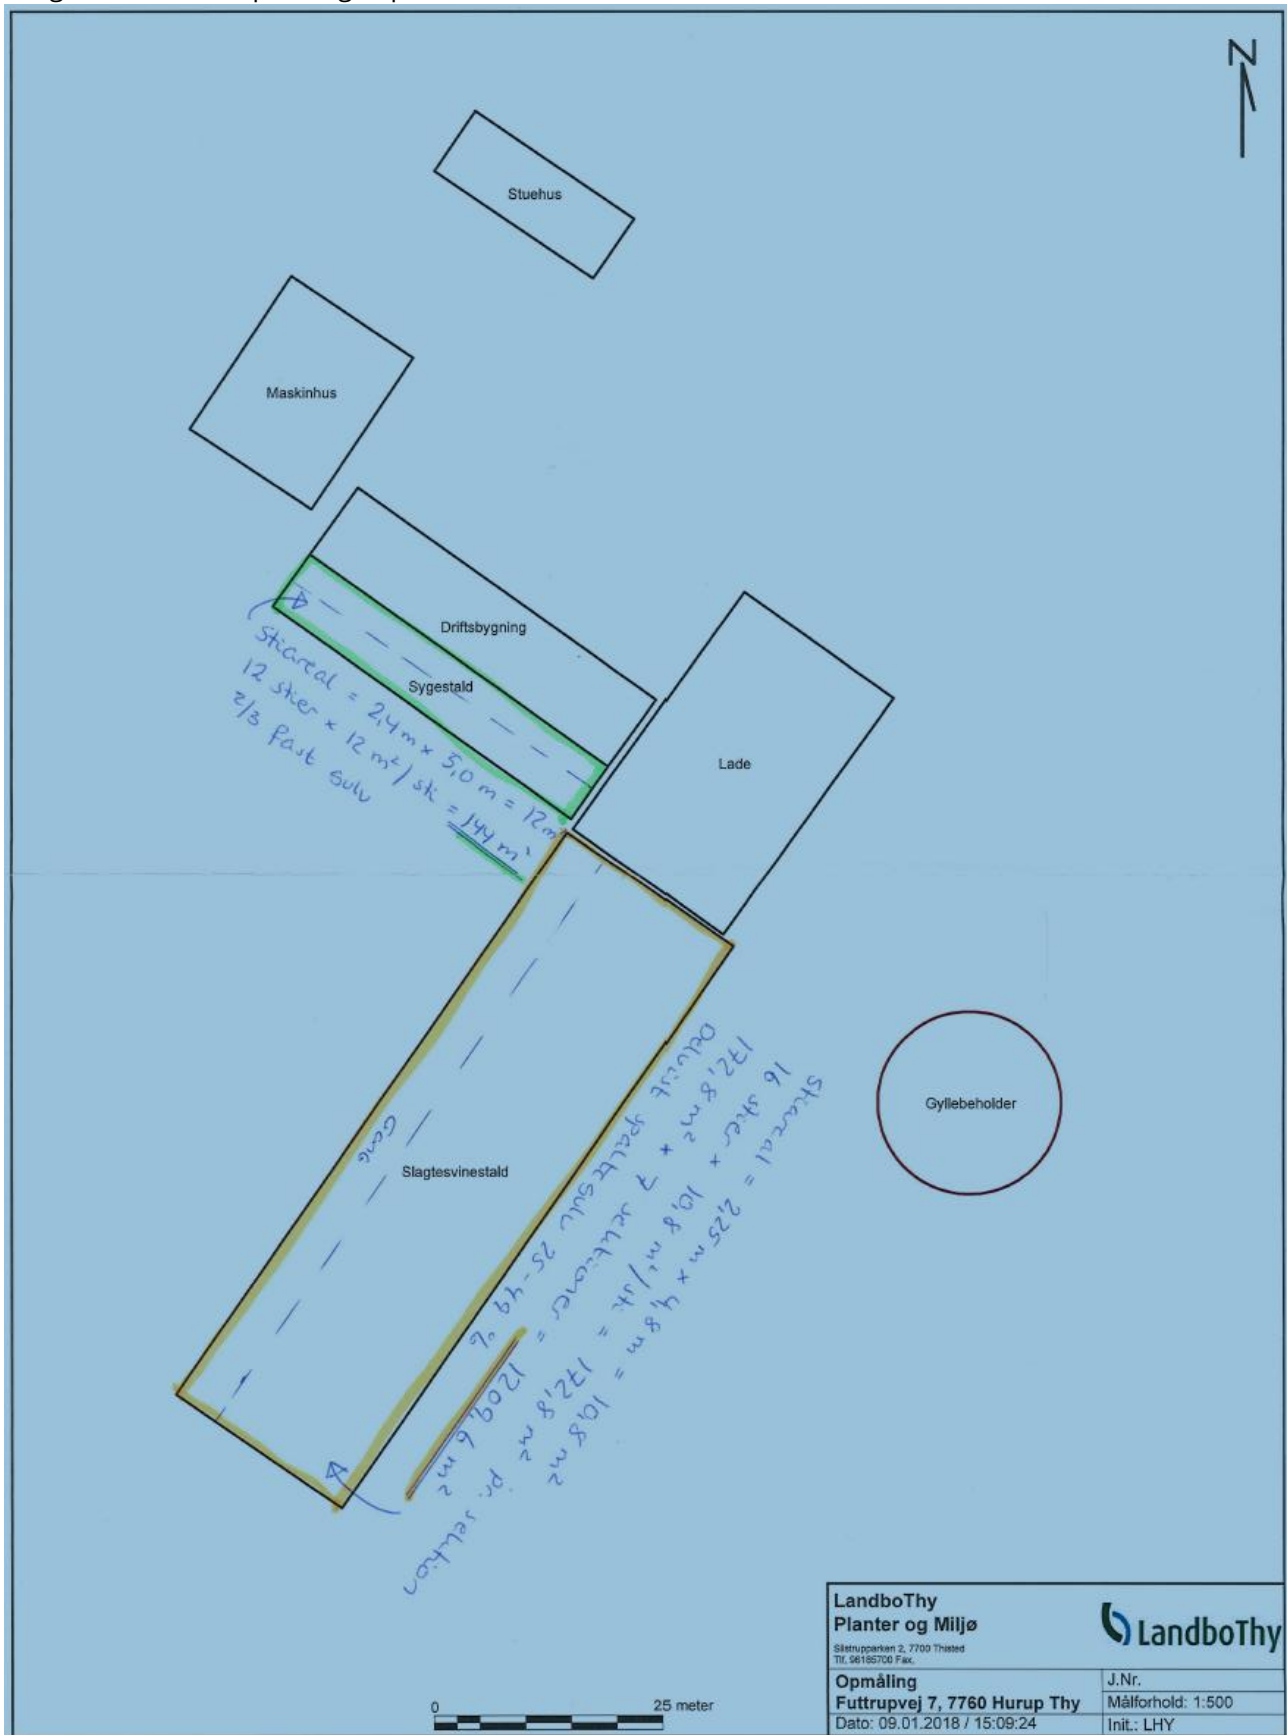 N
Stuehus
Maskinhus
Driftsbygning
Sygestald
Lade
Stiareal = 2,4 m x 5,0 m = 12 m
12 stier x 12 m²/sti = 144 m²
2/3 fast gulv
Gang
Slagtesvinestald
Gyllebeholder
Stiareal = 2,25 m x 4,8 m = 10,8 m²
16 stier x 10,8 m²/sti = 172,8 m² pr. sektion
172,8 m² x 7 sektioner = 1209,6 m²
Delvist spaltegulv 25-49 %
0 25 meter
LandboThy
Planter og Miljø
Silstrupparken 2, 7700 Thisted
Tlf. 96185700 Fax.
LandboThy
Opmåling
Futtrupvej 7, 7760 Hurup Thy
Dato: 09.01.2018 / 15:09:24
J.Nr.
Målforhold: 1:500
Init.: LHY